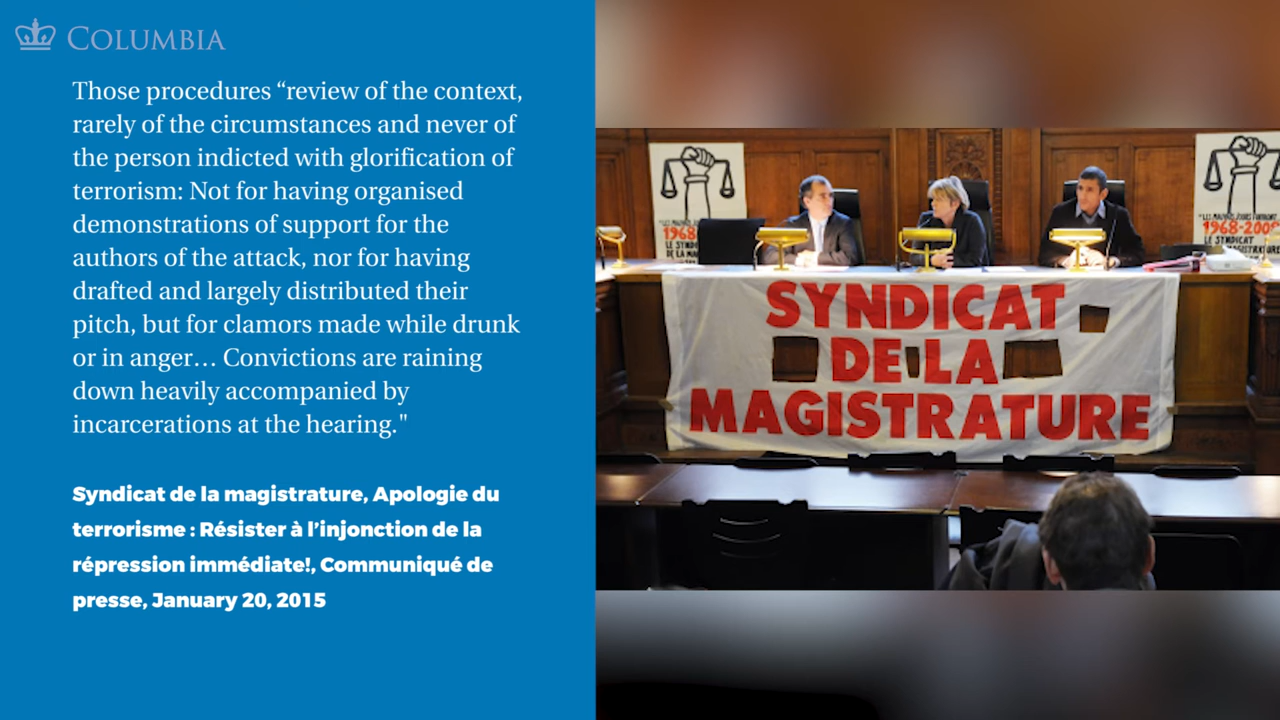 COLUMBIA
Those procedures “review of the context,
rarely of the circumstances and never of
the person indicted with glorification of
terrorism: Not for having organised
demonstrations of support for the
authors of the attack, nor for having
drafted and largely distributed their
pitch, but for clamors made while drunk
or in anger… Convictions are raining
down heavily accompanied by
incarcerations at the hearing."
Syndicat de la magistrature, Apologie du
terrorisme : Résister à l’injonction de la
répression immédiate!, Communiqué de
presse, January 20, 2015
1968
LE SYNDICAT
DE LA
1968-2008
LE SYNDICAT
MAGISTRATURE
SYNDICAT
DE LA
MAGISTRATURE